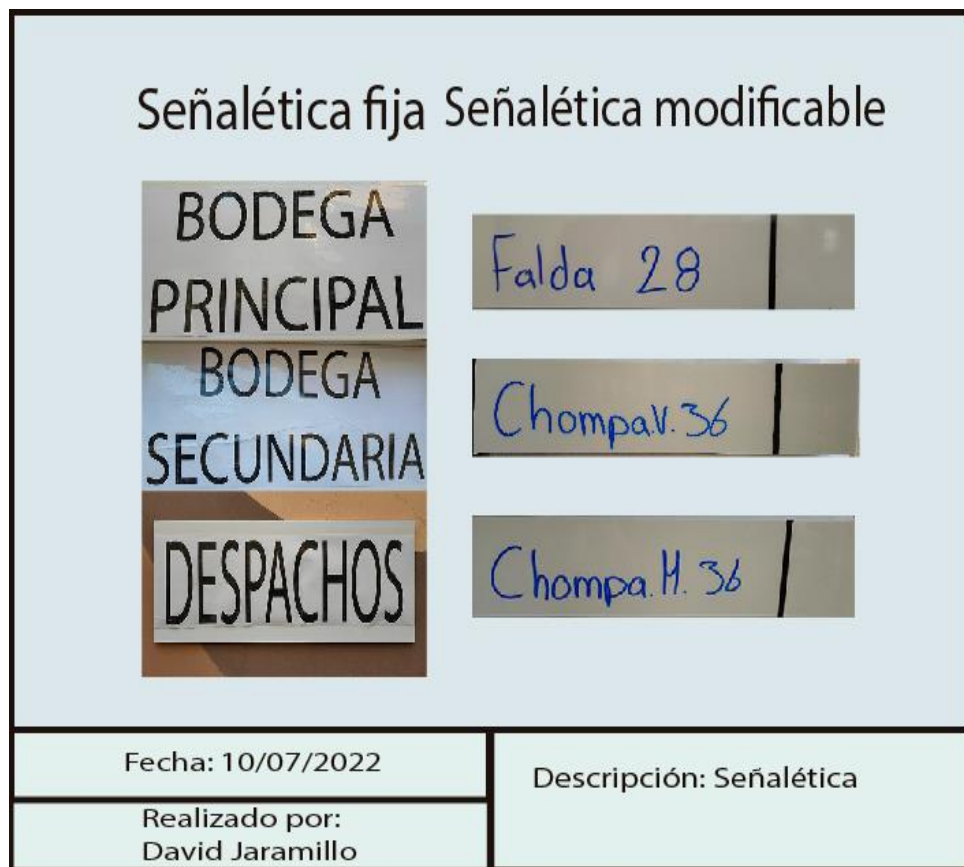 Señalética fija
Señalética modificable
BODEGA
PRINCIPAL
BODEGA
SECUNDARIA
DESPACHOS
Falda 28
Chompa.V. 36
Chompa.H. 36
Fecha: 10/07/2022
Realizado por:
David Jaramillo
Descripción: Señalética